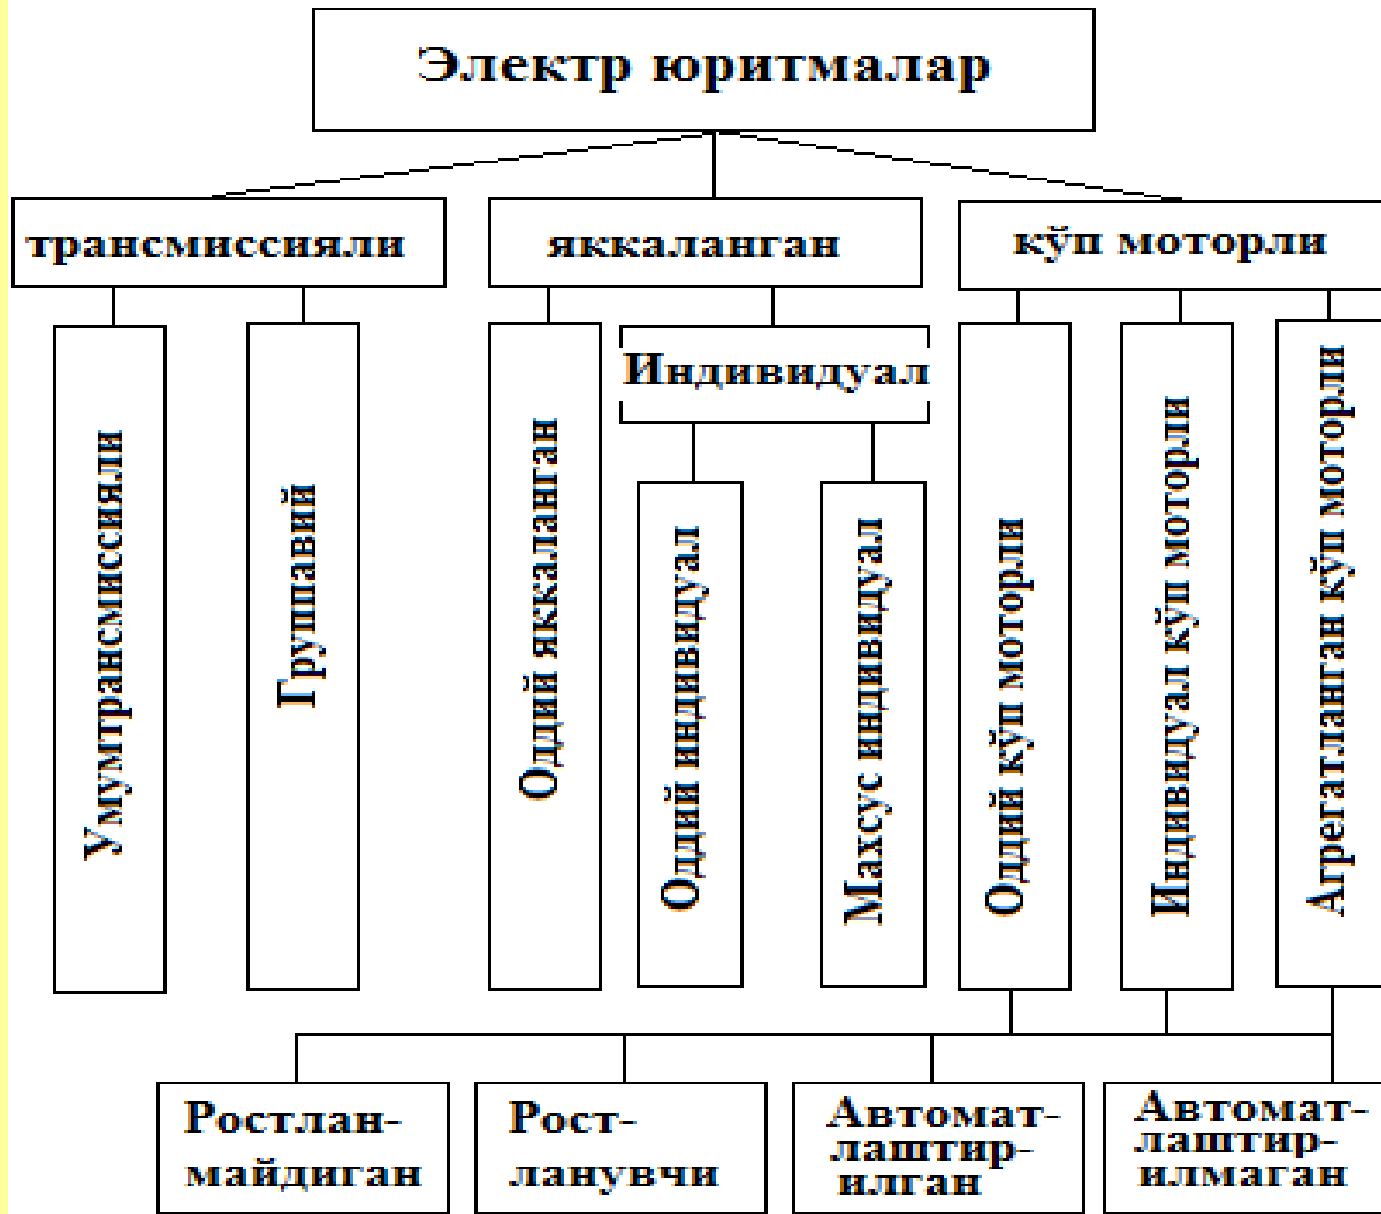 Электр юритмалар
трансмиссияли
яккаланган
кўп моторли
Умумтрансмиссияли
Группавий
Оддий яккаланган
Индивидуал
Оддий индивидуал
Махсус индивидуал
Оддий кўп моторли
Индивидуал кўп моторли
Агрегатланган кўп моторли
Ростлан-
майдиган
Рост-
ланувчи
Автомат-
лаштир-
илган
Автомат-
лаштир-
илмаган